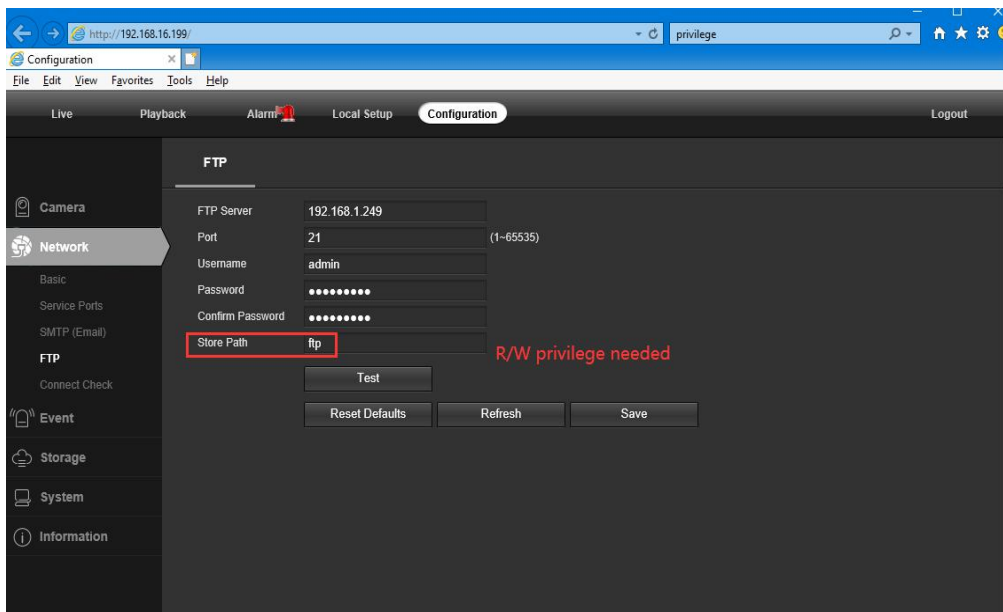 http://192.168.16.199/
privilege
Configuration
File Edit View Favorites Tools Help
Live Playback Alarm Local Setup Configuration Logout
FTP
Camera
Network
Basic
Service Ports
SMTP (Email)
FTP
Connect Check
Event
Storage
System
Information
FTP Server 192.168.1.249
Port 21 (1~65535)
Username admin
Password ●●●●●●●●●
Confirm Password ●●●●●●●●●
Store Path ftp
R/W privilege needed
Test
Reset Defaults Refresh Save